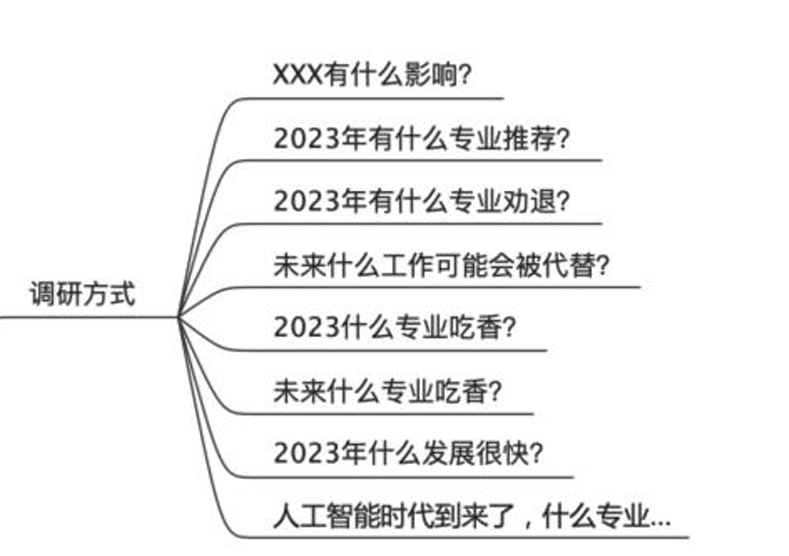 XXX有什么影响?
2023年有什么专业推荐?
2023年有什么专业劝退?
未来什么工作可能会被代替?
调研方式
2023什么专业吃香?
未来什么专业吃香?
2023年什么发展很快?
人工智能时代到来了，什么专业...